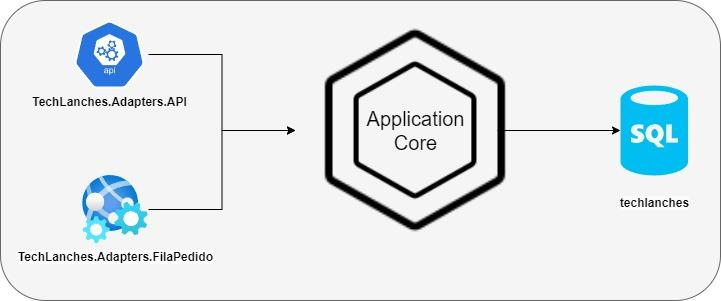 api
TechLanches.Adapters.API
Application
Core
SQL
techlanches
TechLanches.Adapters.FilaPedido